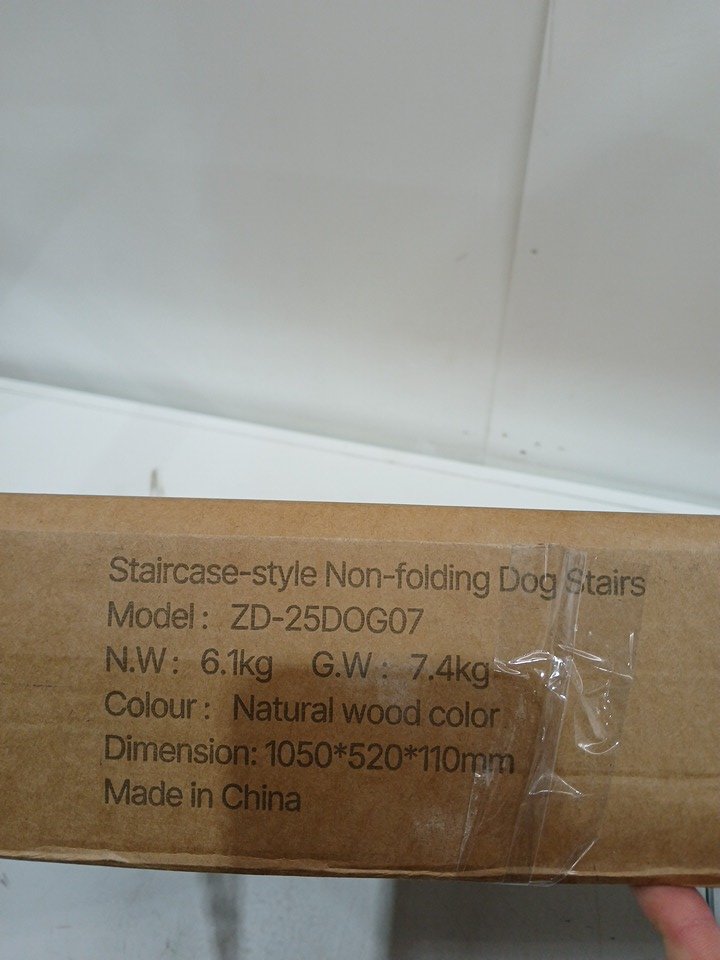 Staircase-style Non-folding Dog Stairs
Model : ZD-25DOG07
N.W : 6.1kg G.W : 7.4kg
Colour : Natural wood color
Dimension: 1050*520*110mm
Made in China